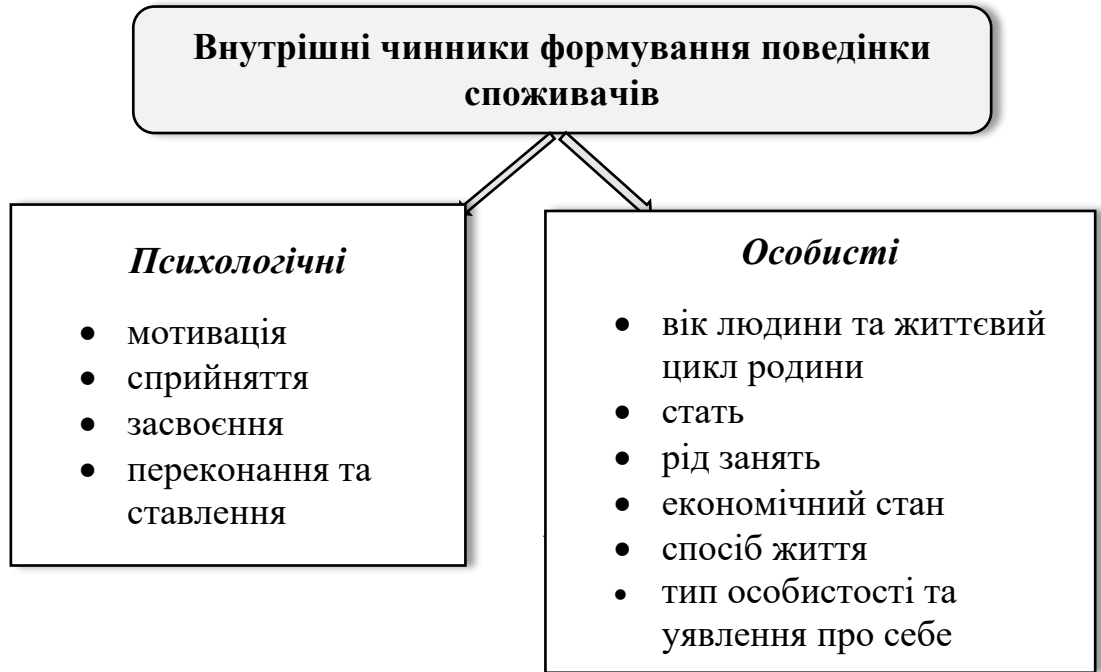 Внутрішні чинники формування поведінки
споживачів
Психологічні
• мотивація
• сприйняття
• засвоєння
• переконання та
ставлення
Особисті
• вік людини та життєвий
цикл родини
• стать
• рід занять
• економічний стан
• спосіб життя
• тип особистості та
уявлення про себе